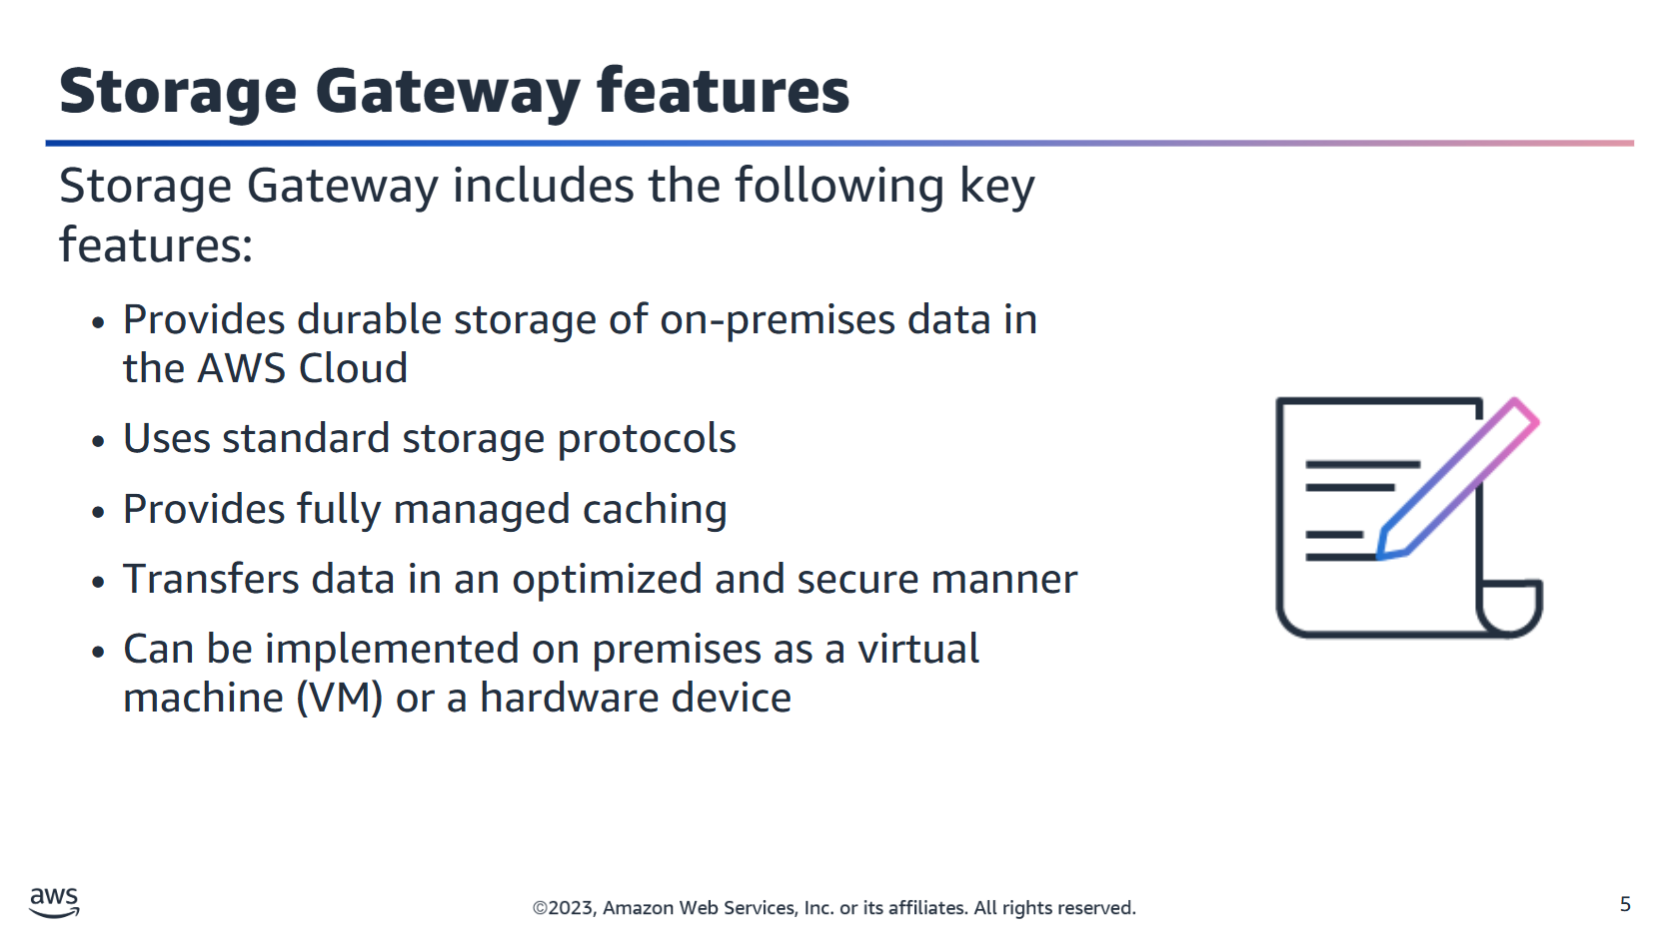 Storage Gateway features
Storage Gateway includes the following key
features:
• Provides durable storage of on-premises data in
the AWS Cloud
• Uses standard storage protocols
• Provides fully managed caching
• Transfers data in an optimized and secure manner
• Can be implemented on premises as a virtual
machine (VM) or a hardware device
aws
©2023, Amazon Web Services, Inc. or its affiliates. All rights reserved.
5